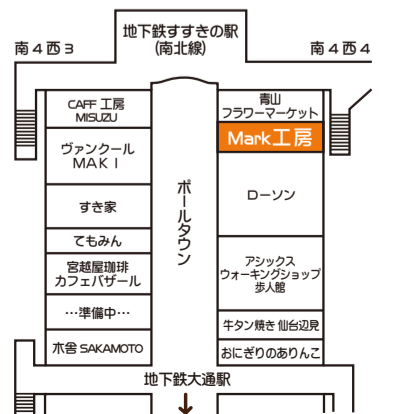 地下鉄すすきの駅
(南北線)
南4西3
南4西4
CAFF 工房
MISUZU
ヴァンクール
MAKI
すき家
てもみん
宮越屋珈琲
カフェバザール
…準備中…
木舎 SAKAMOTO
ポールタウン
青山
フラワーマーケット
Mark工房
ローソン
アシックス
ウォーキングショップ
歩人館
牛タン焼き 仙台辺見
おにぎりのありんこ
地下鉄大通駅